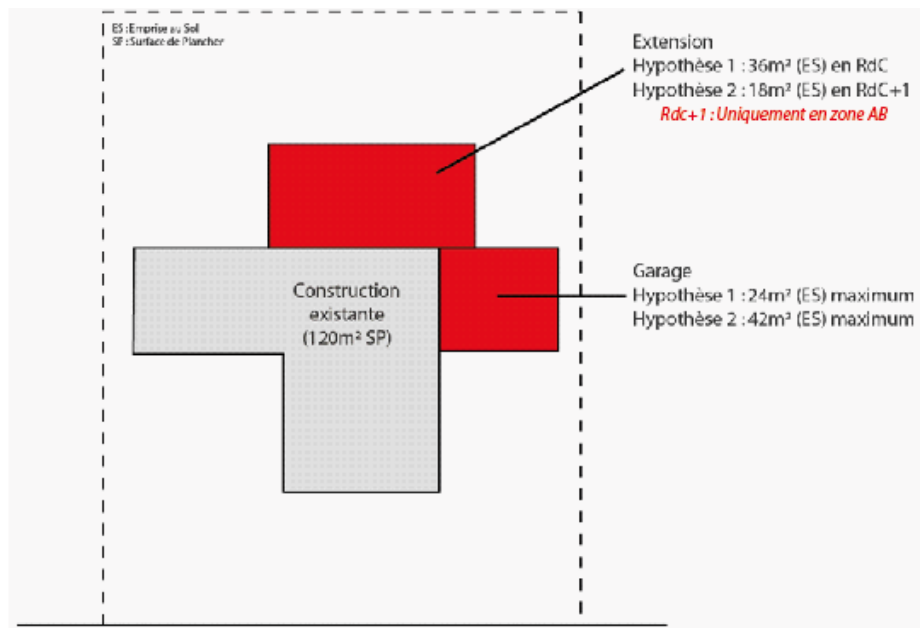 ES : Emprise au Sol
SP : Surface de Plancher
Extension
Hypothèse 1 : 36m² (ES) en RdC
Hypothèse 2 : 18m² (ES) en RdC+1
Rdc+1 : Uniquement en zone AB
Construction
existante
(120m² SP)
Garage
Hypothèse 1 : 24m² (ES) maximum
Hypothèse 2 : 42m² (ES) maximum